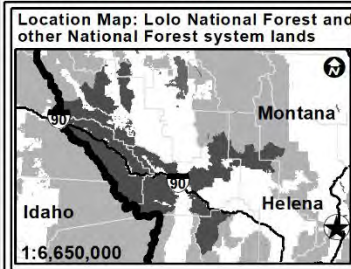 Location Map: Lolo National Forest and
other National Forest system lands
N
Montana
90
90
Idaho
Helena
1:6,650,000